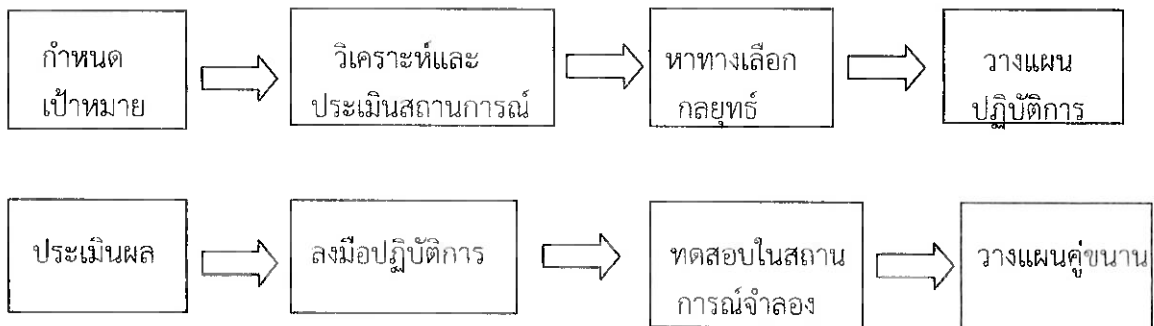 กำหนด
เป้าหมาย
วิเคราะห์และ
ประเมินสถานการณ์
หาทางเลือก
กลยุทธ์
วางแผน
ปฏิบัติการ
ประเมินผล
ลงมือปฏิบัติการ
ทดสอบในสถาน
การณ์จำลอง
วางแผนคู่ขนาน